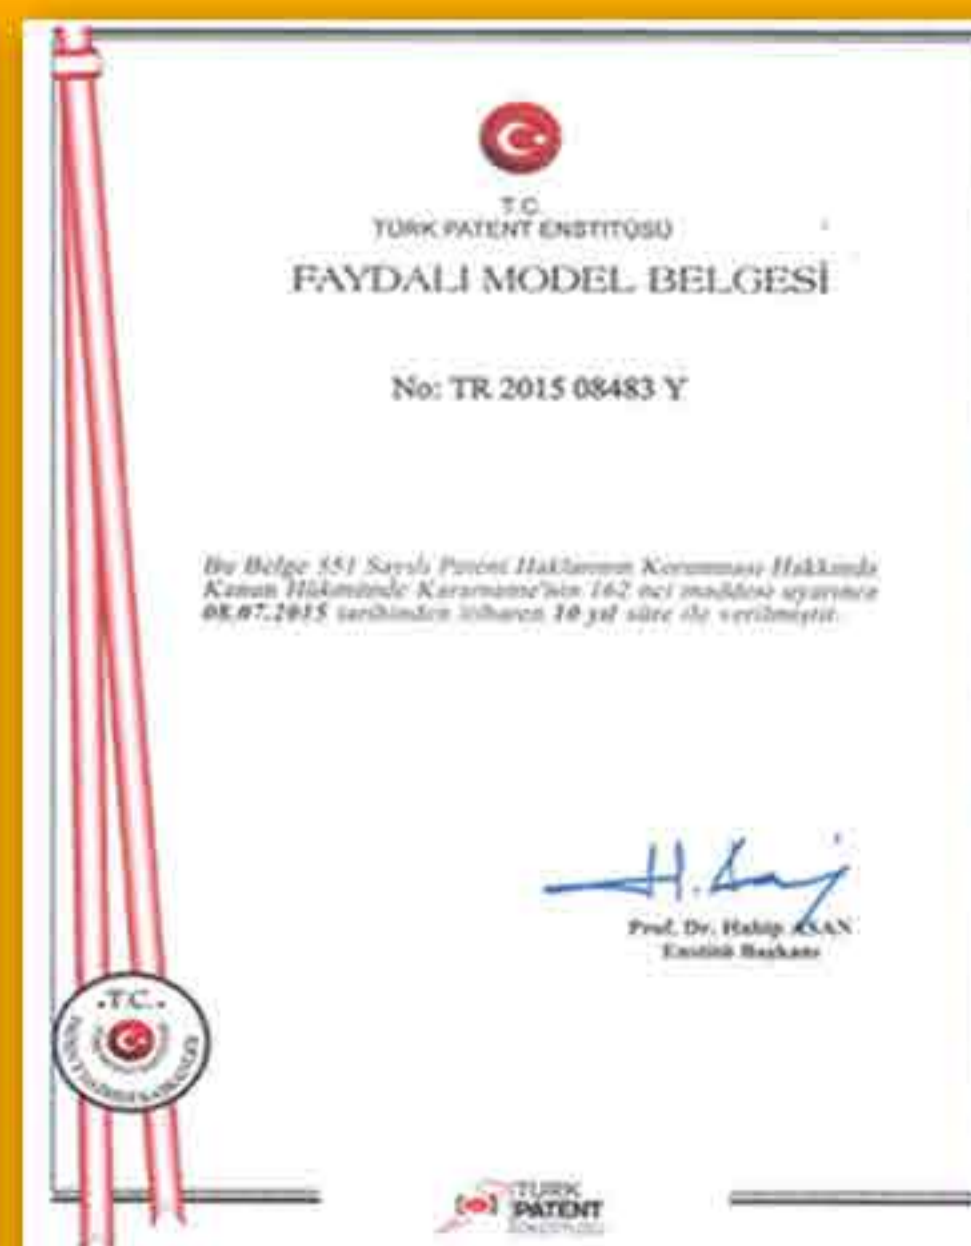 T.C.
TÜRK PATENT ENSTİTÜSÜ
FAYDALI MODEL BELGESİ
No: TR 2015 08483 Y
Bu Belge 551 Sayılı Patent Haklarının Korunması Hakkında
Kanun Hükmünde Kararname'nin 162 nci maddesi uyarınca
08.07.2015 tarihinden itibaren 10 yıl süre ile verilmiştir.
Prof. Dr. Habip ASAN
Enstitü Başkanı
.T.C.
TÜRK
PATENT
ENSTİTÜSÜ